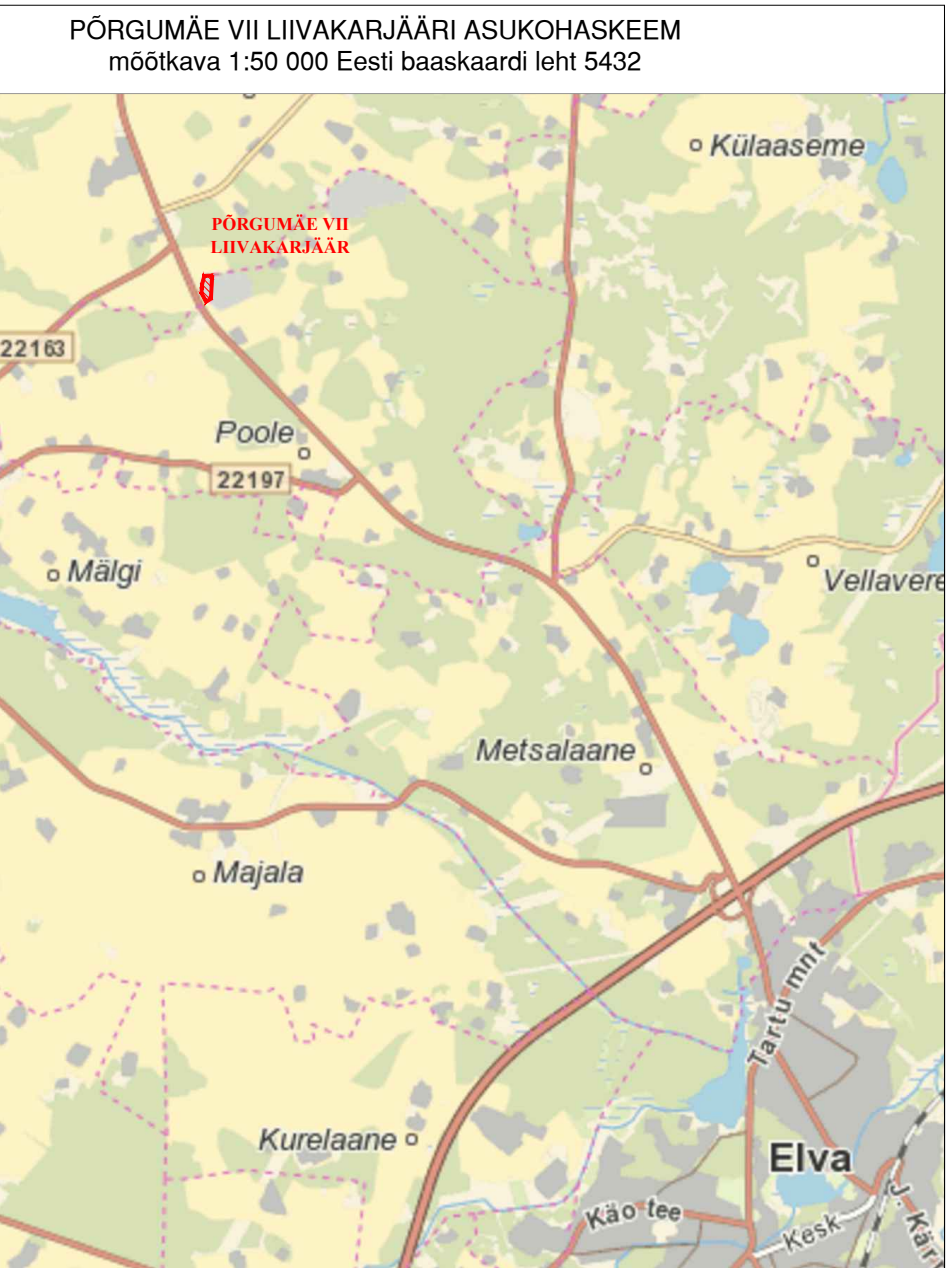 PÕRGUMÄE VII LIIVAKARJÄÄRI ASUKOHASKEEM
mõõtkava 1:50 000 Eesti baaskaardi leht 5432
Külaaseme
PÕRGUMÄE VII
LIIVAKARJÄÄR
22163
Poole
22197
Mälgi
Vellavere
Metsalaane
Majala
Tartu mnt
Kurelaane
Elva
Käo tee
Kesk
J Kärn